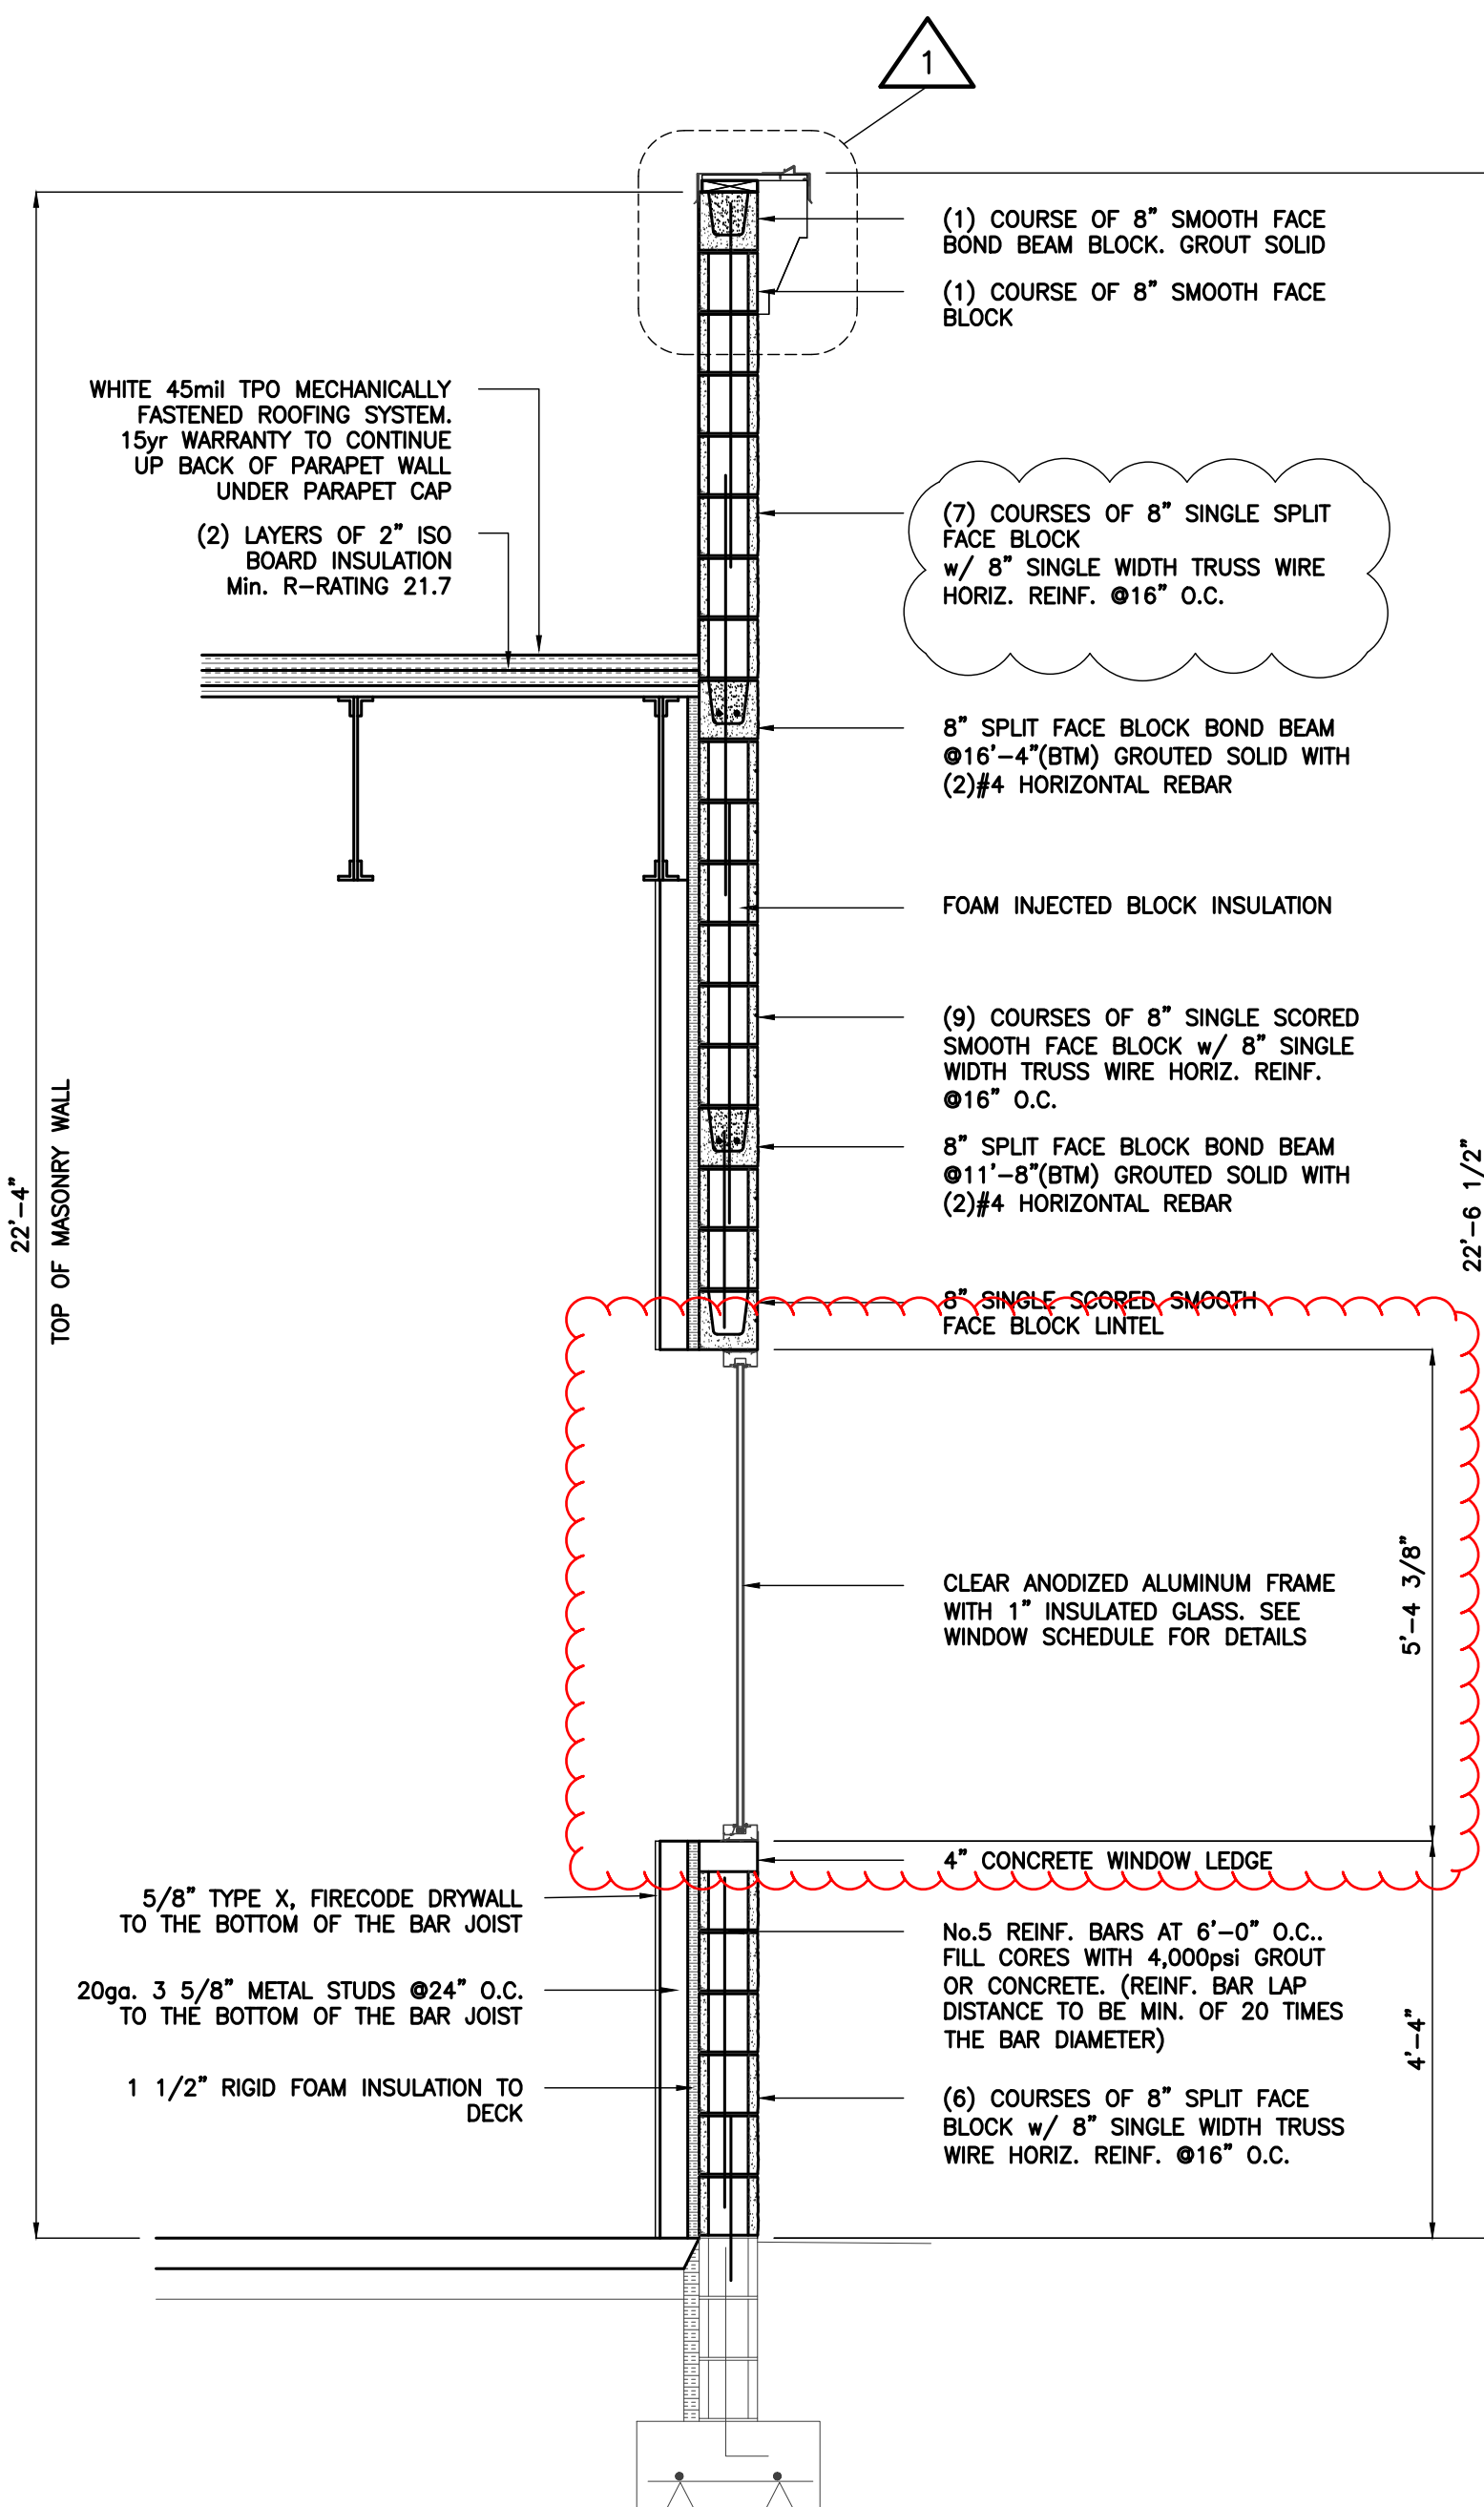 1
(1) COURSE OF 8" SMOOTH FACE
BOND BEAM BLOCK. GROUT SOLID
(1) COURSE OF 8" SMOOTH FACE
BLOCK
WHITE 45mil TPO MECHANICALLY
FASTENED ROOFING SYSTEM.
15yr WARRANTY TO CONTINUE
UP BACK OF PARAPET WALL
UNDER PARAPET CAP
(2) LAYERS OF 2" ISO
BOARD INSULATION
Min. R-RATING 21.7
(7) COURSES OF 8" SINGLE SPLIT
FACE BLOCK
w/ 8" SINGLE WIDTH TRUSS WIRE
HORIZ. REINF. @16" O.C.
8" SPLIT FACE BLOCK BOND BEAM
@16'-4"(BTM) GROUTED SOLID WITH
(2)#4 HORIZONTAL REBAR
FOAM INJECTED BLOCK INSULATION
(9) COURSES OF 8" SINGLE SCORED
SMOOTH FACE BLOCK w/ 8" SINGLE
WIDTH TRUSS WIRE HORIZ. REINF.
@16" O.C.
8" SPLIT FACE BLOCK BOND BEAM
@11'-8"(BTM) GROUTED SOLID WITH
(2)#4 HORIZONTAL REBAR
22'-4"
TOP OF MASONRY WALL
22'-6 1/2"
8" SINGLE SCORED SMOOTH
FACE BLOCK LINTEL
CLEAR ANODIZED ALUMINUM FRAME
WITH 1" INSULATED GLASS. SEE
WINDOW SCHEDULE FOR DETAILS
5'-4 3/8"
4" CONCRETE WINDOW LEDGE
5/8" TYPE X, FIRECODE DRYWALL
TO THE BOTTOM OF THE BAR JOIST
20ga. 3 5/8" METAL STUDS @24" O.C.
TO THE BOTTOM OF THE BAR JOIST
1 1/2" RIGID FOAM INSULATION TO
DECK
No.5 REINF. BARS AT 6'-0" O.C..
FILL CORES WITH 4,000psi GROUT
OR CONCRETE. (REINF. BAR LAP
DISTANCE TO BE MIN. OF 20 TIMES
THE BAR DIAMETER)
4'-4"
(6) COURSES OF 8" SPLIT FACE
BLOCK w/ 8" SINGLE WIDTH TRUSS
WIRE HORIZ. REINF. @16" O.C.